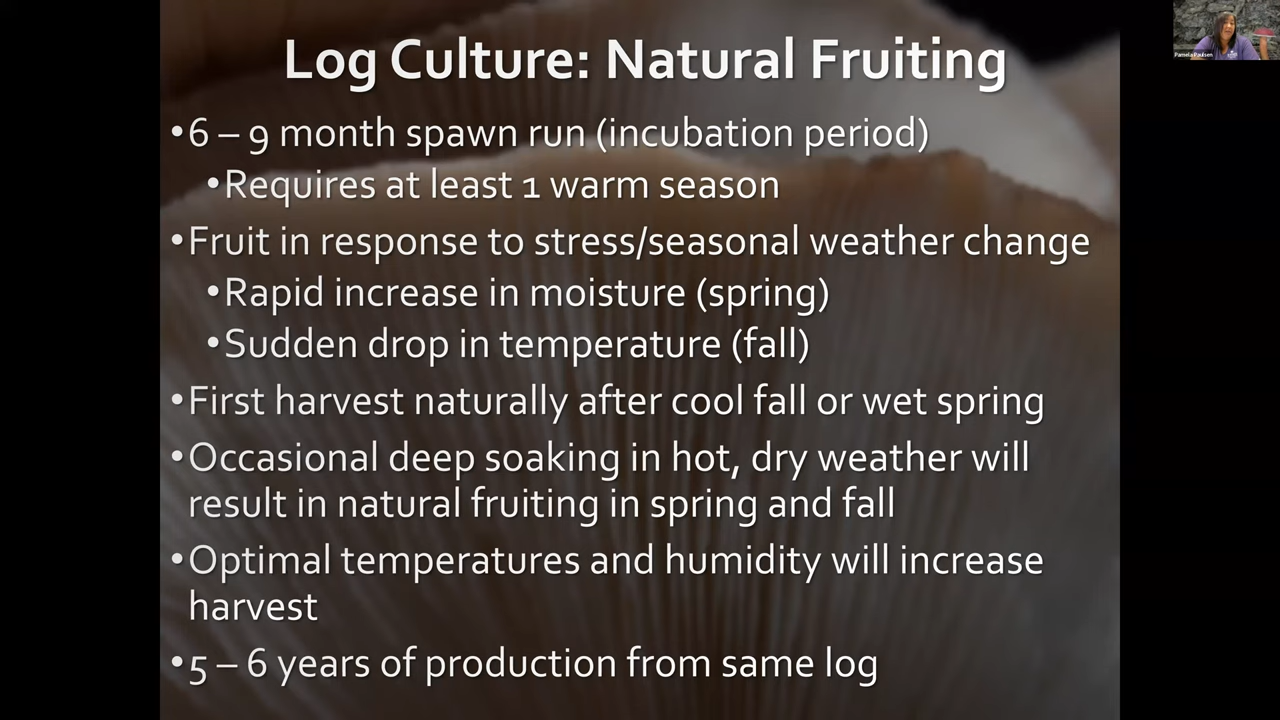 Log Culture: Natural Fruiting
•6 – 9 month spawn run (incubation period)
•Requires at least 1 warm season
•Fruit in response to stress/seasonal weather change
•Rapid increase in moisture (spring)
•Sudden drop in temperature (fall)
•First harvest naturally after cool fall or wet spring
•Occasional deep soaking in hot, dry weather will
result in natural fruiting in spring and fall
•Optimal temperatures and humidity will increase
harvest
•5 – 6 years of production from same log
Pamela Paulsen